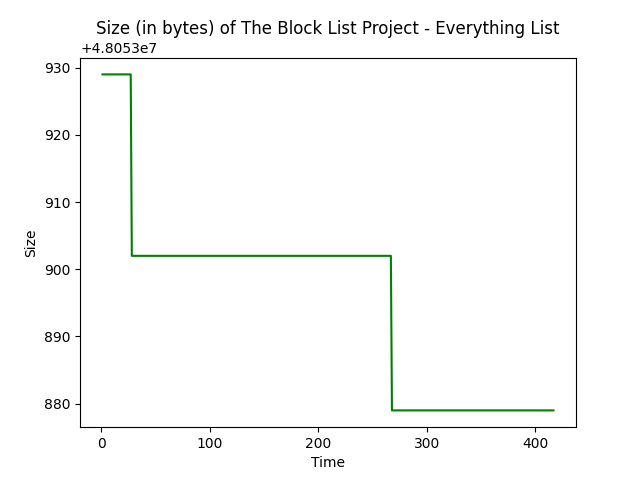 Size (in bytes) of The Block List Project - Everything List
+4.8053e7
930
920
910
900
890
880
Size
0 100 200 300 400
Time